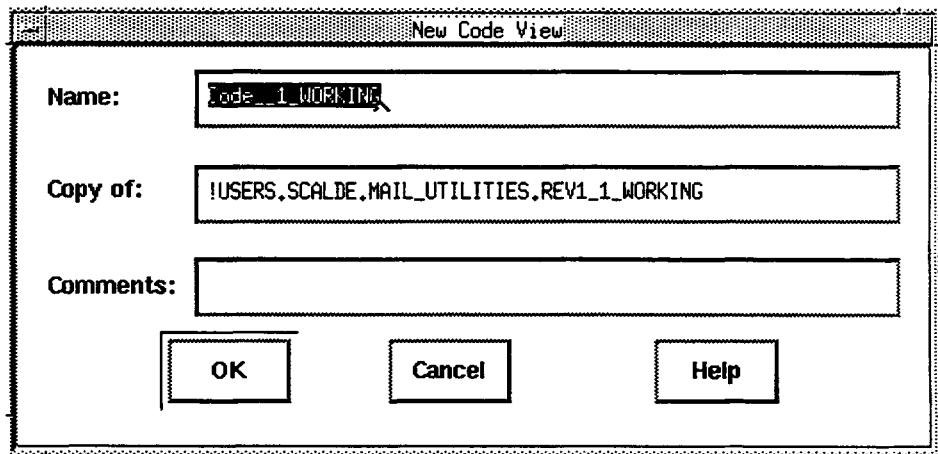 New Code View
Name:
Code__1_WORKING
Copy of:
!USERS.SCALDE.MAIL_UTILITIES.REV1_1_WORKING
Comments:
OK Cancel Help